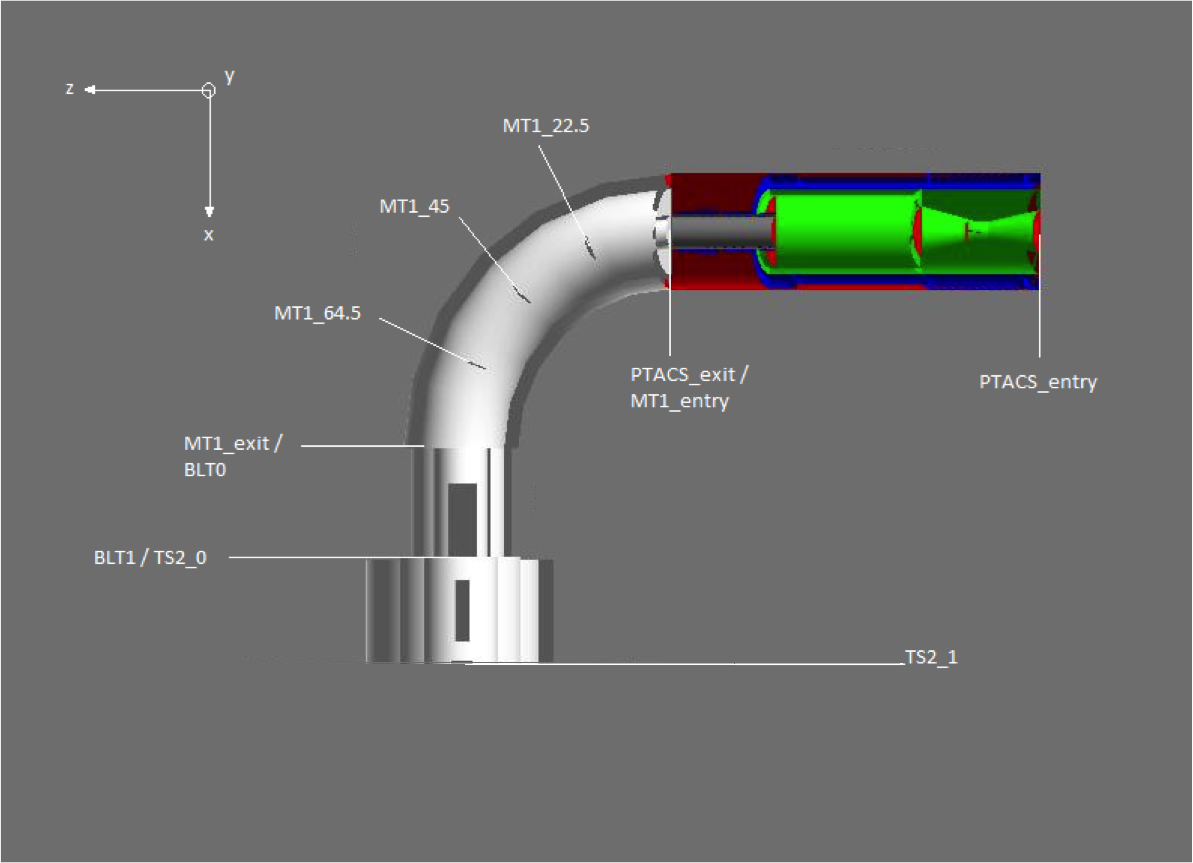 y
z
x
MT1_22.5
MT1_45
MT1_64.5
PTACS_exit /
MT1_entry
PTACS_entry
MT1_exit /
BLT0
BLT1 / TS2_0
TS2_1